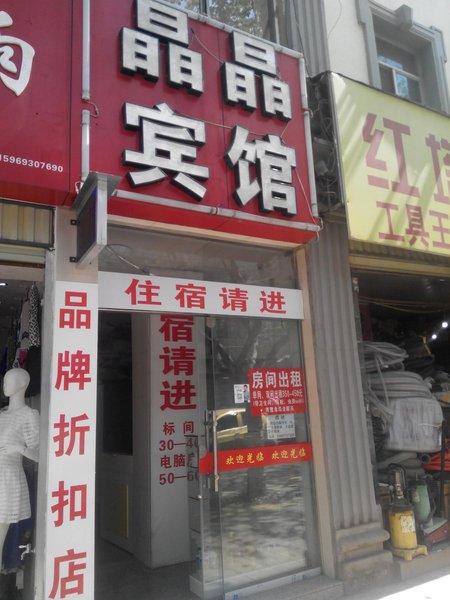 晶晶
宾馆
15969307690
住宿请进
品牌折扣店
宿请进
标间
30—
电脑
50—
房间出租
欢迎光临 欢迎光临
红
工具王